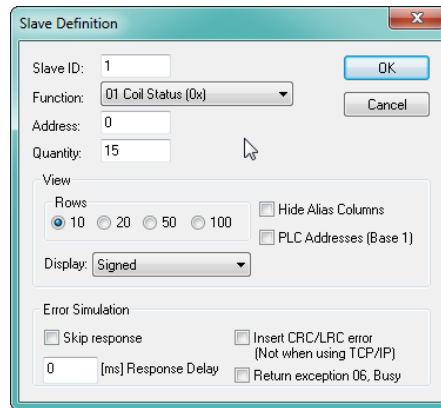 Slave Definition
Slave ID: 1
OK
Function: 01 Coil Status (0x)
Cancel
Address: 0
Quantity: 15
View
Rows
10 20 50 100
Hide Alias Columns
PLC Addresses (Base 1)
Display: Signed
Error Simulation
Skip response
Insert CRC/LRC error
(Not when using TCP/IP)
0 [ms] Response Delay
Return exception 06, Busy